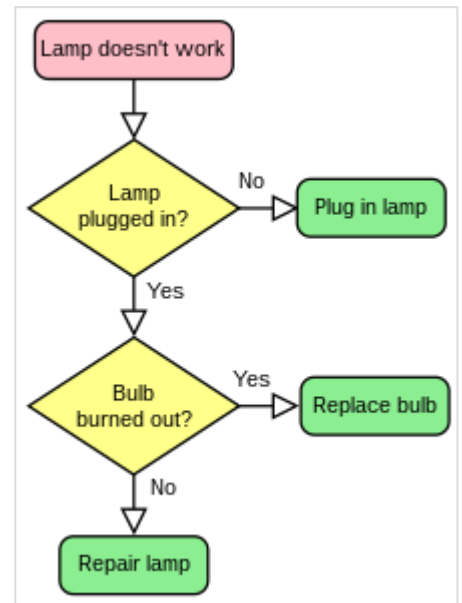 Lamp doesn't work
Lamp
plugged in?
No
Plug in lamp
Yes
Bulb
burned out?
Yes
Replace bulb
No
Repair lamp